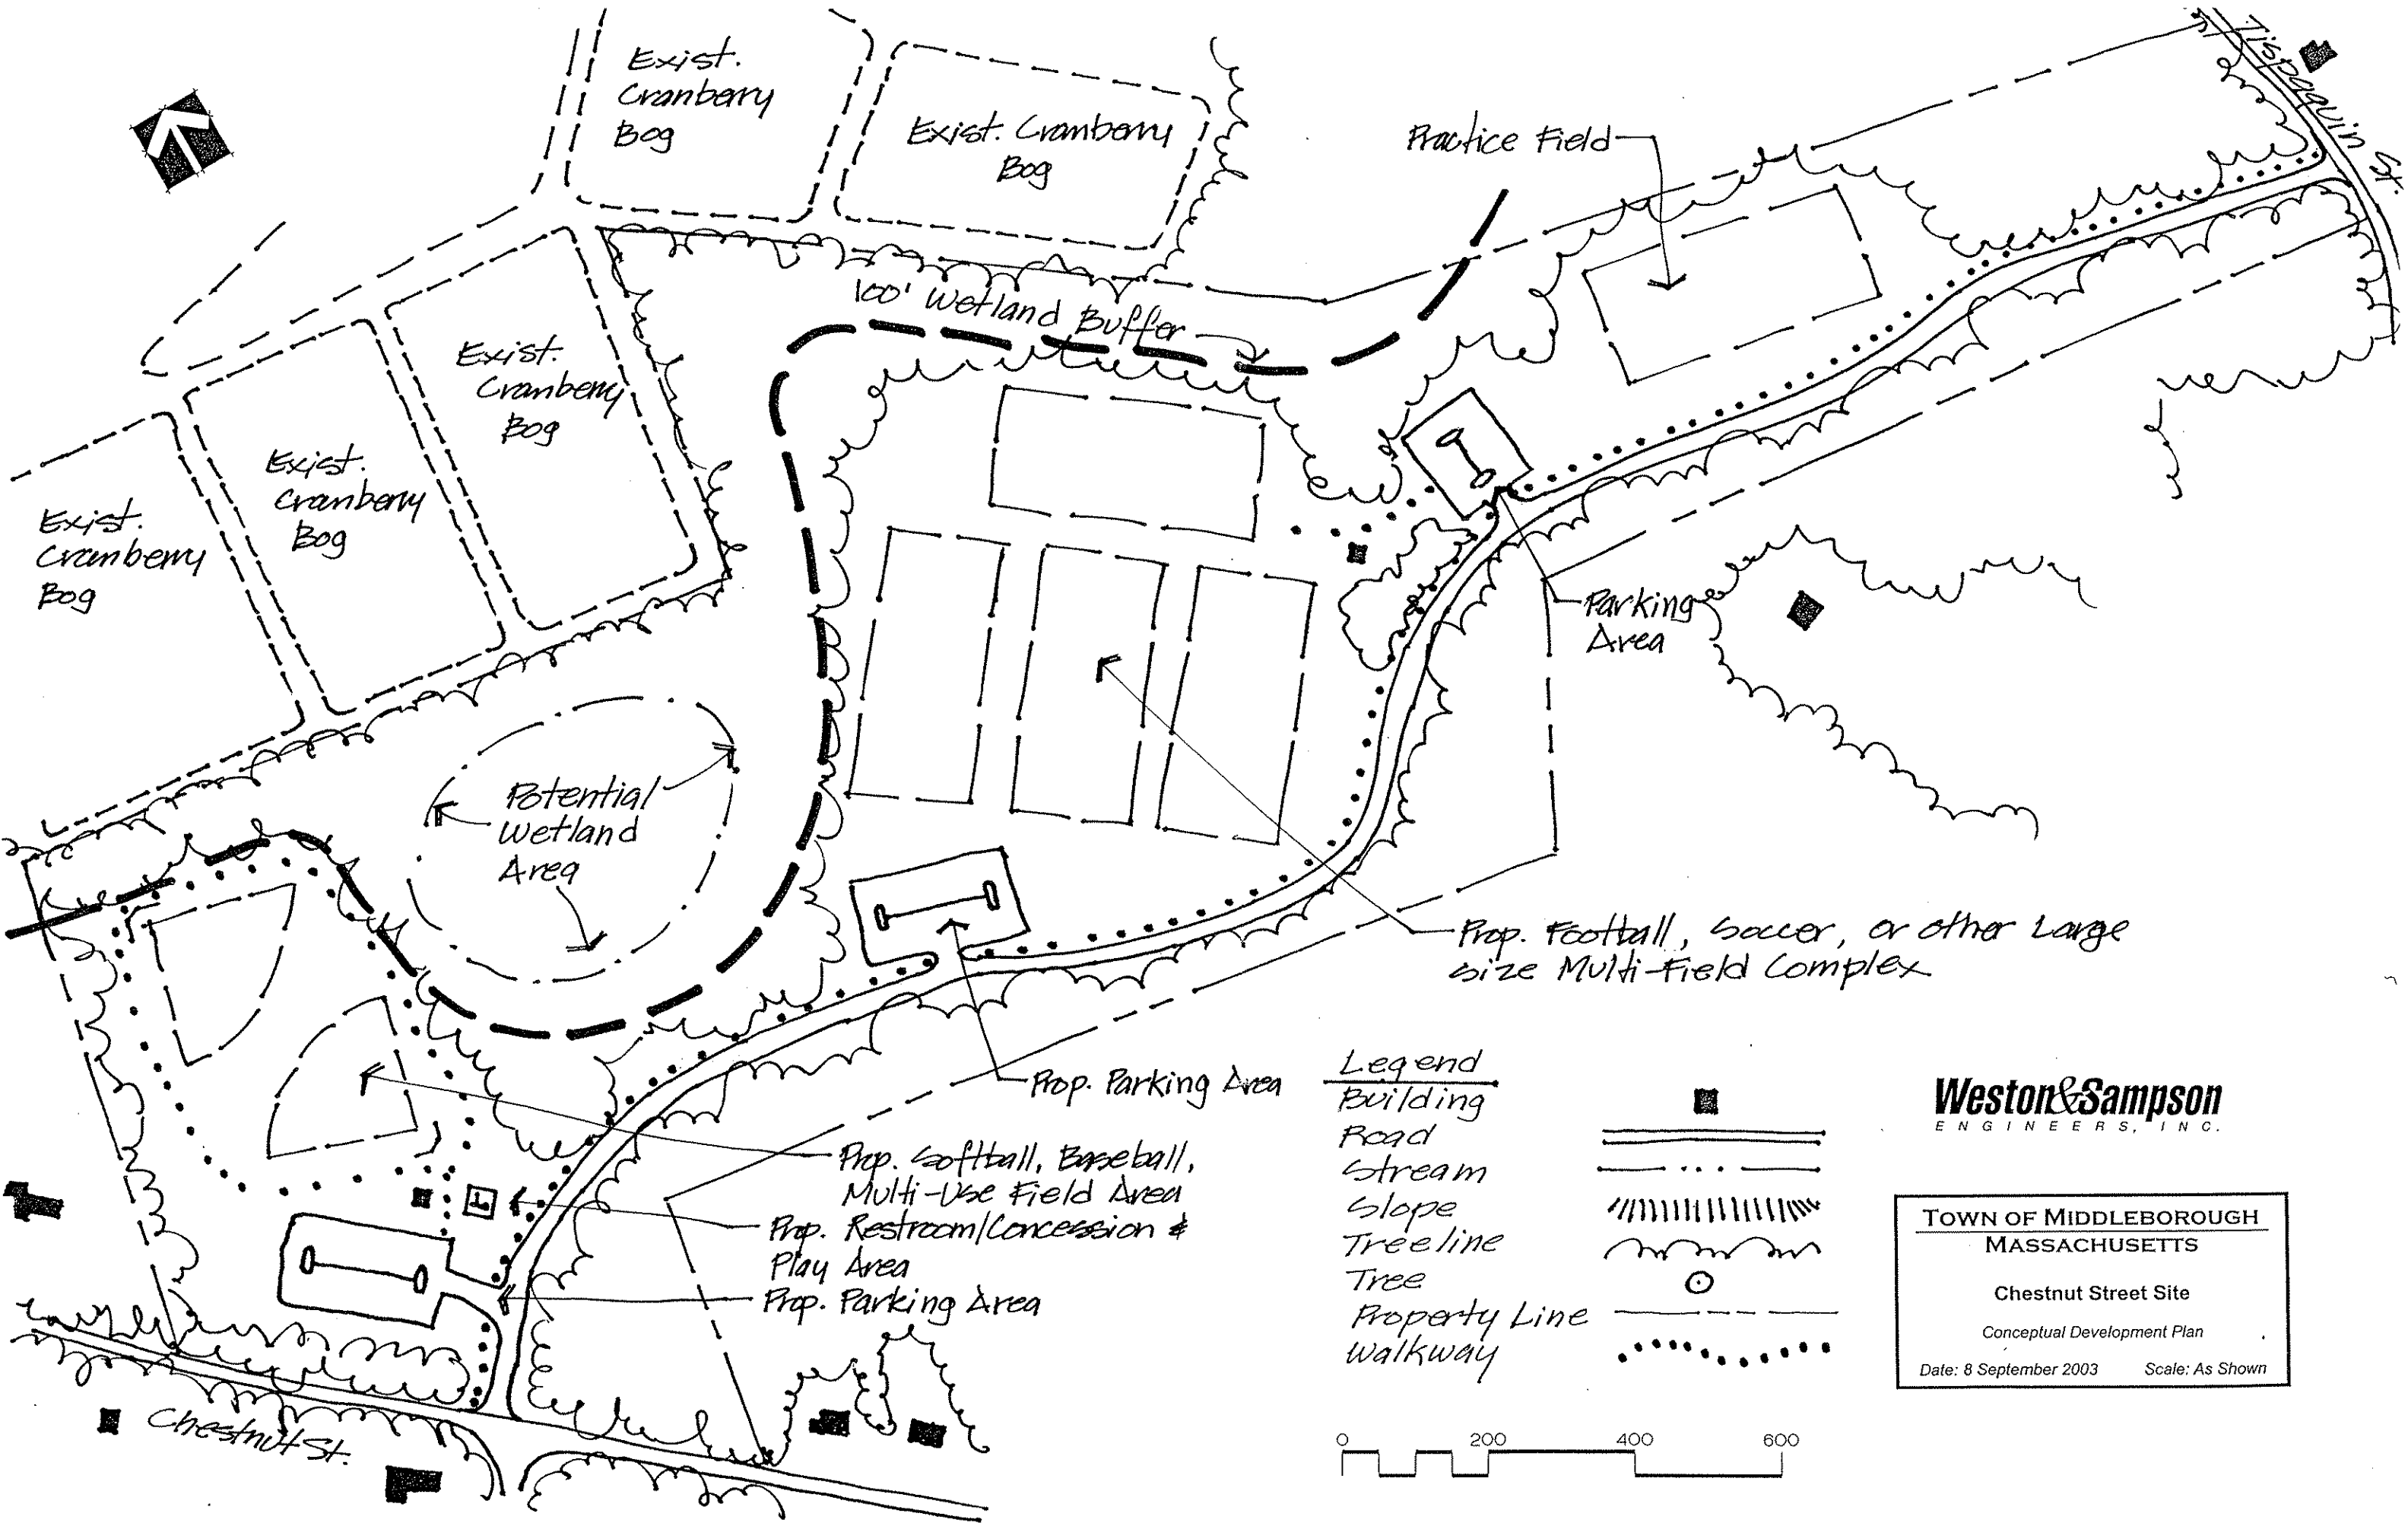 Exist.
Cranberry
Bog
Exist. Cranberry
Bog
Practice Field
Tispaquin St.
100' Wetland Buffer
Exist.
Cranberry
Bog
Exist.
Cranberry
Bog
Exist.
Cranberry
Bog
Parking
Area
Potential
Wetland
Area
Prop. Football, Soccer, or other Large
Size Multi-Field Complex
Prop. Parking Area
Prop. Softball, Baseball,
Multi-Use Field Area
Prop. Restroom/Concession &
Play Area
Prop. Parking Area
Chestnut St.
Legend
Building
Road
Stream
Slope
Treeline
Tree
Property Line
Walkway
0 200 400 600
Weston&Sampson
ENGINEERS, INC.
TOWN OF MIDDLEBOROUGH
MASSACHUSETTS
Chestnut Street Site
Conceptual Development Plan
Date: 8 September 2003 Scale: As Shown